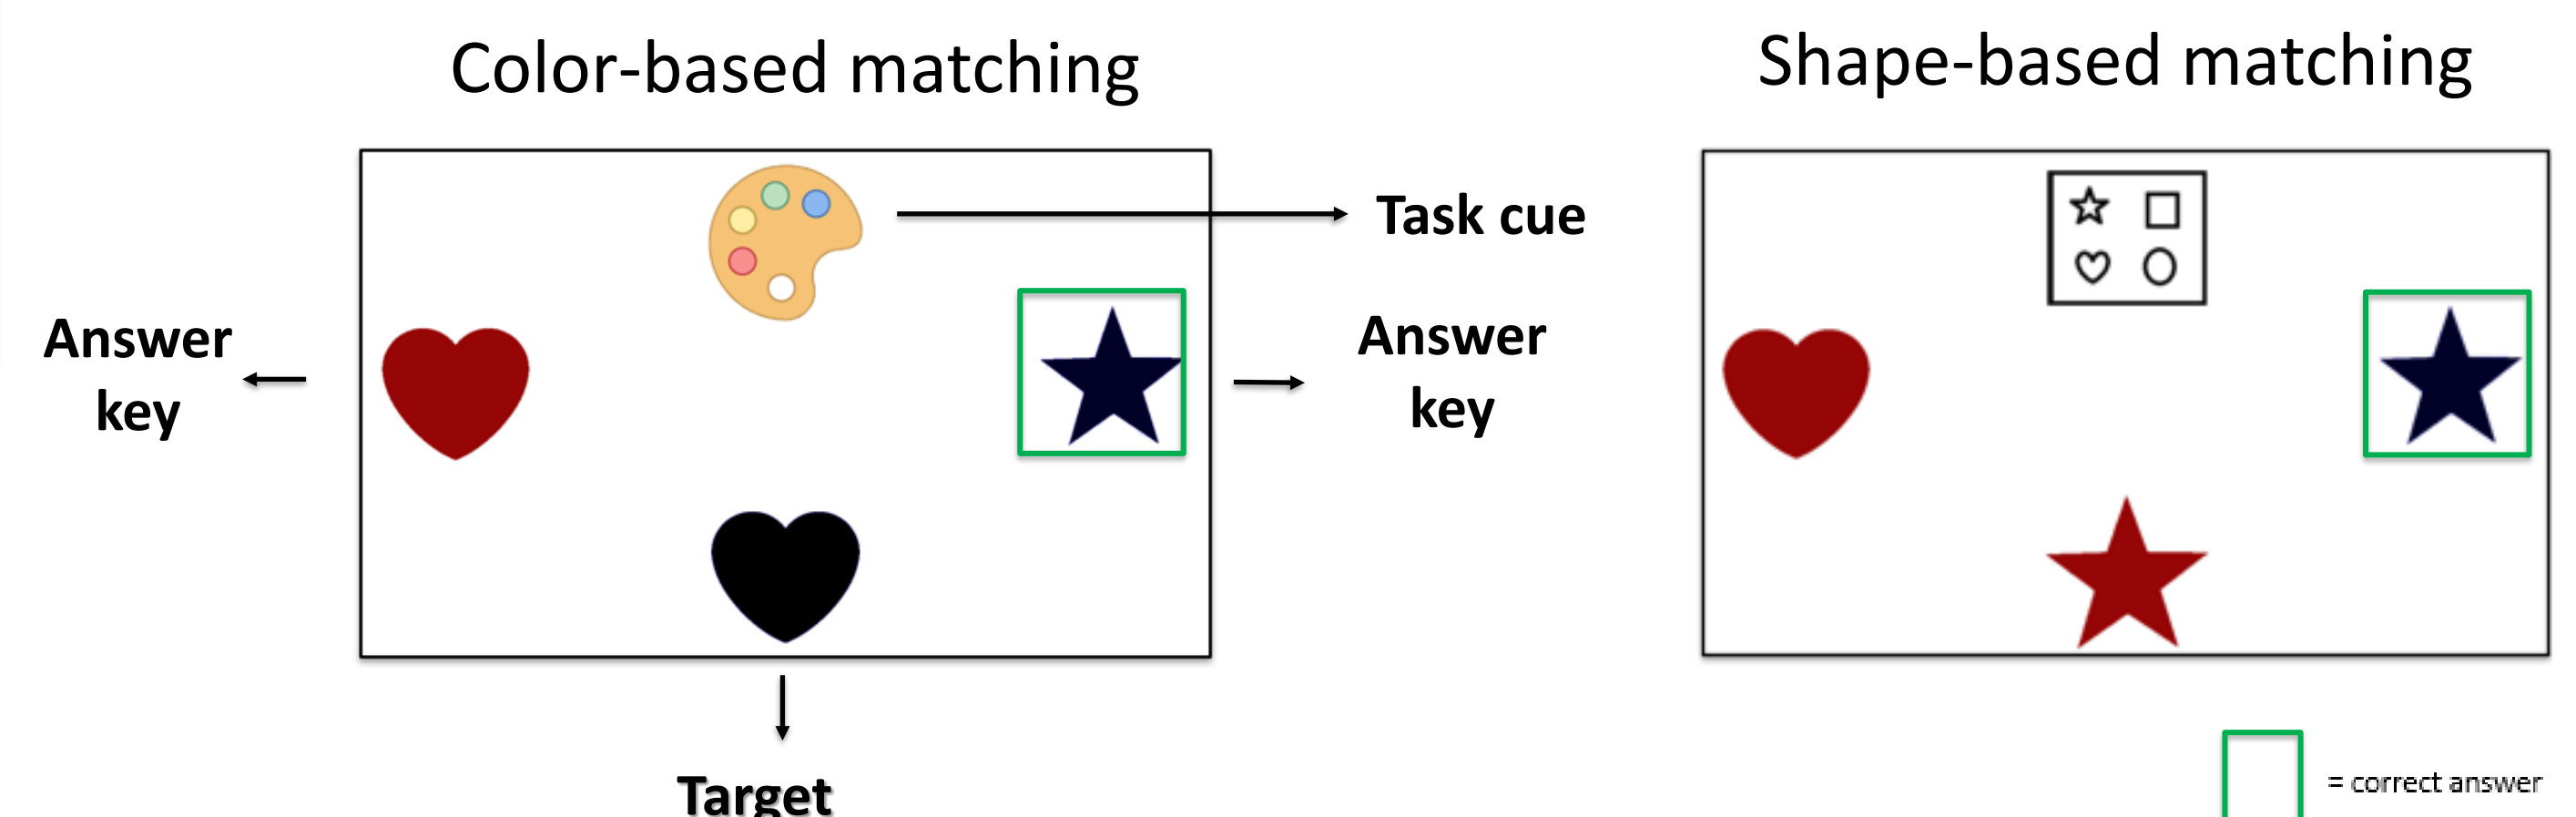 Color-based matching
Shape-based matching
Task cue
Answer
key
Answer
key
Target
= correct answer